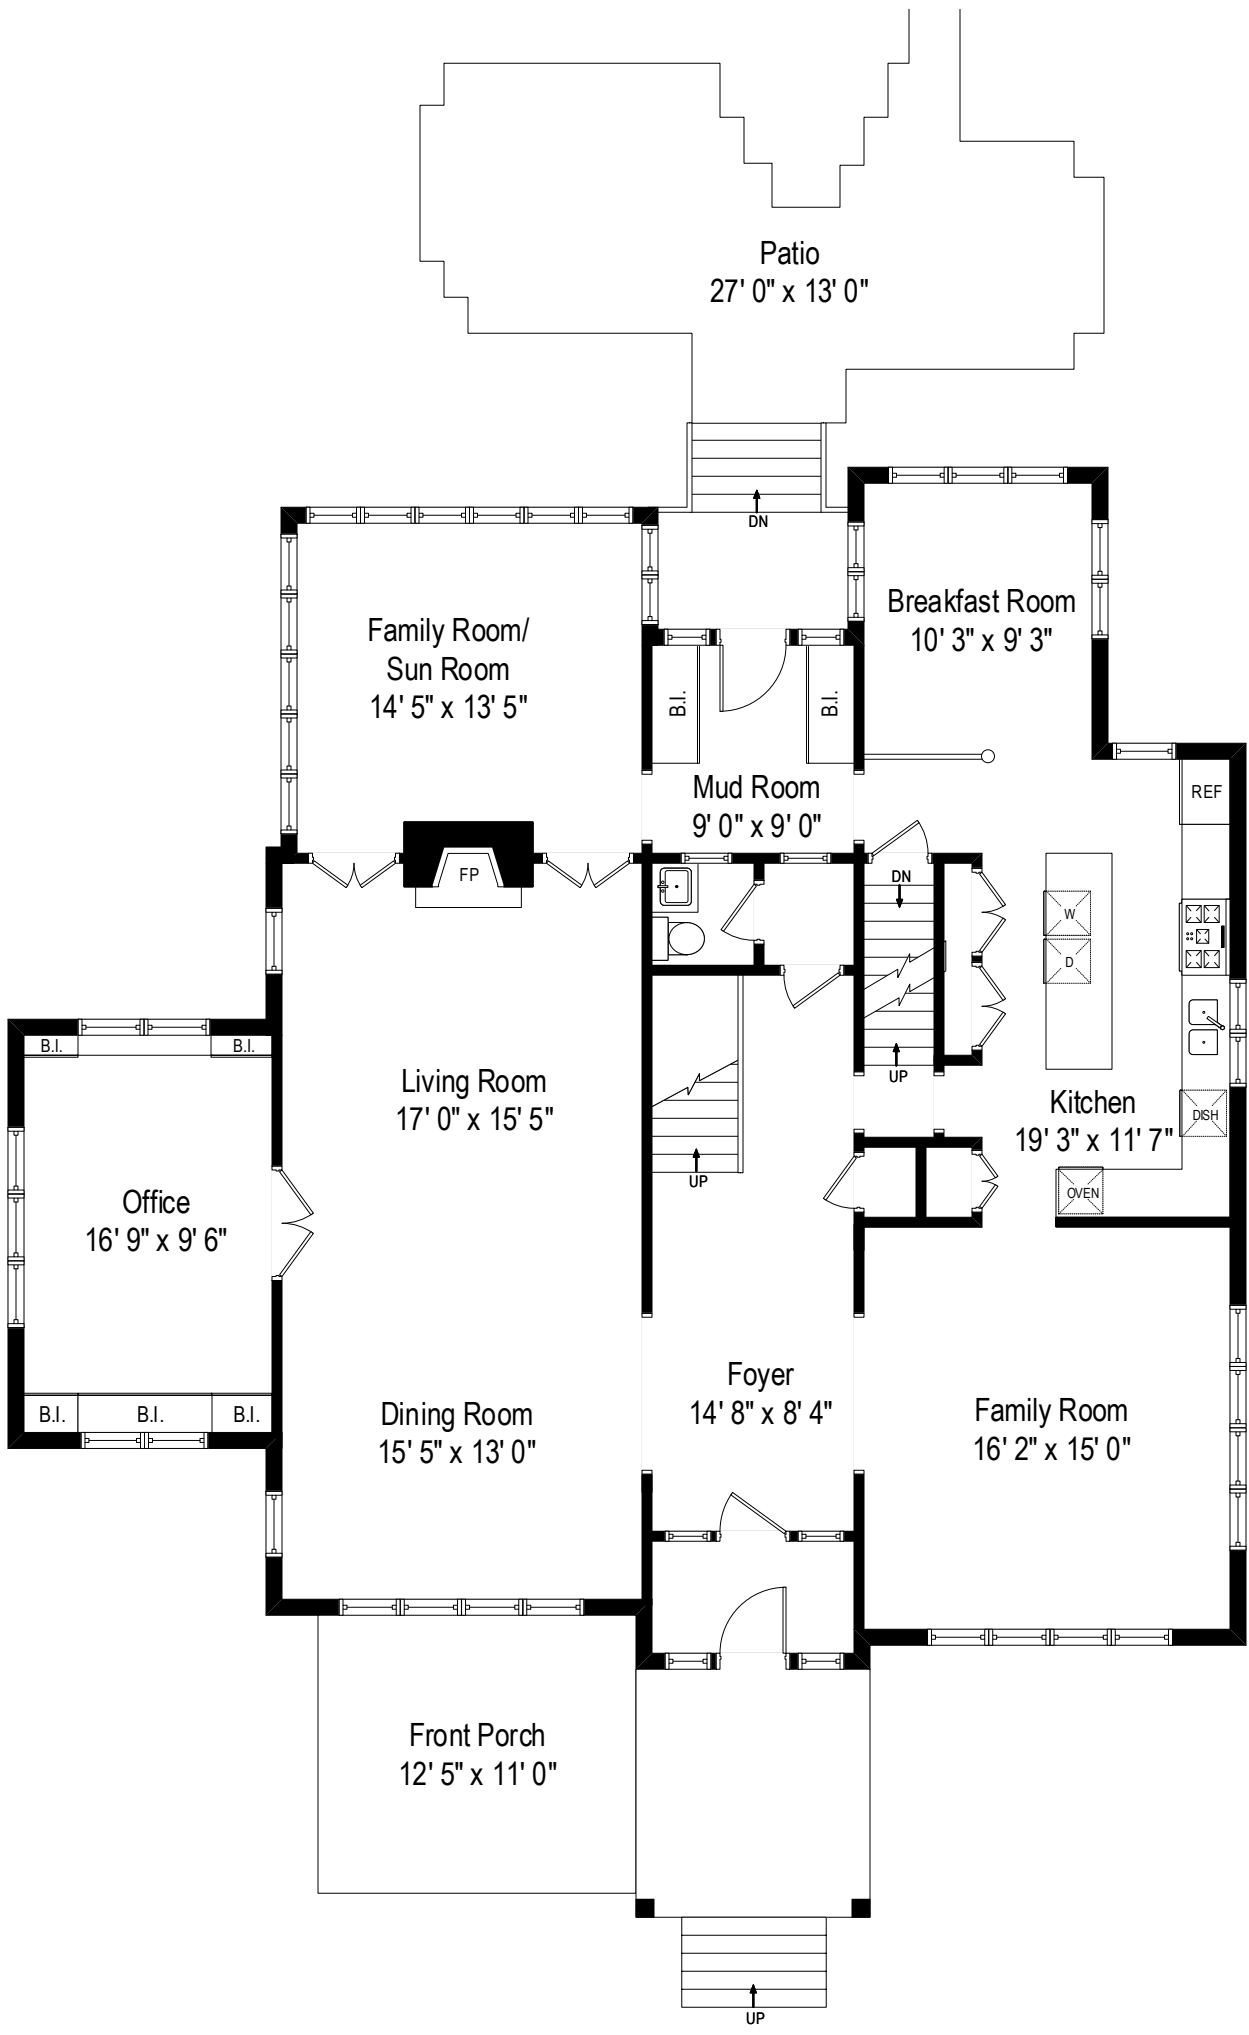 Patio
27' 0" x 13' 0"
DN
Breakfast Room
10' 3" x 9' 3"
Family Room/
Sun Room
14' 5" x 13' 5"
B.I.
B.I.
Mud Room
9' 0" x 9' 0"
REF
FP
DN
W
D
B.I.
B.I.
UP
Living Room
17' 0" x 15' 5"
Kitchen
19' 3" x 11' 7"
DISH
UP
OVEN
Office
16' 9" x 9' 6"
Foyer
14' 8" x 8' 4"
Family Room
16' 2" x 15' 0"
B.I.
B.I.
B.I.
Dining Room
15' 5" x 13' 0"
Front Porch
12' 5" x 11' 0"
UP